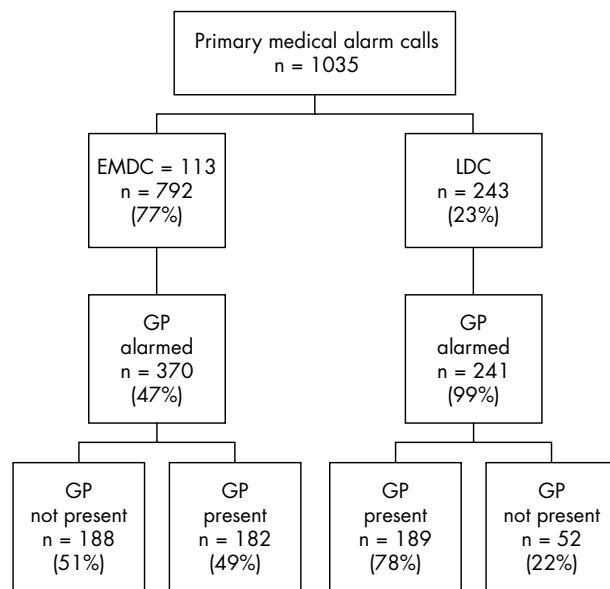 Primary medical alarm calls
n = 1035
EMDC = 113
n = 792
(77%)
LDC
n = 243
(23%)
GP
alarmed
n = 370
(47%)
GP
alarmed
n = 241
(99%)
GP
not present
n = 188
(51%)
GP
present
n = 182
(49%)
GP
present
n = 189
(78%)
GP
not present
n = 52
(22%)